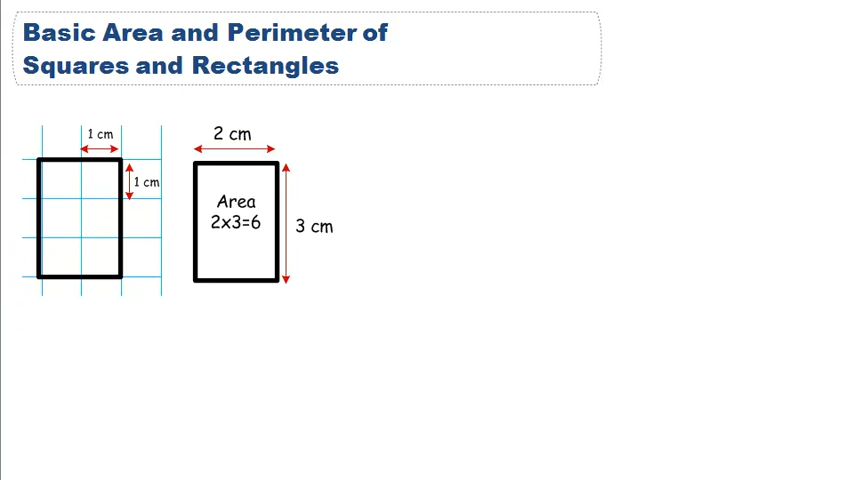 Basic Area and Perimeter of
Squares and Rectangles
1 cm
1 cm
2 cm
Area
2x3=6
3 cm